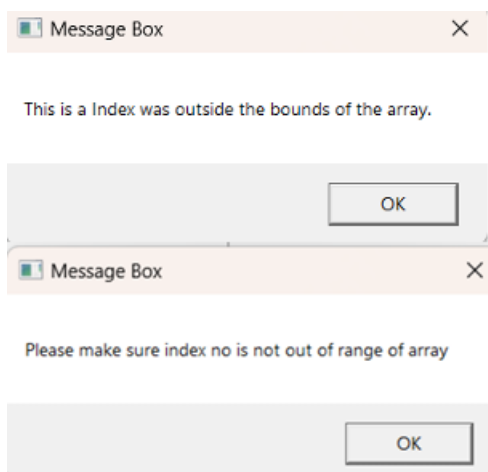 Message Box
This is a Index was outside the bounds of the array.
OK
Message Box
Please make sure index no is not out of range of array
OK